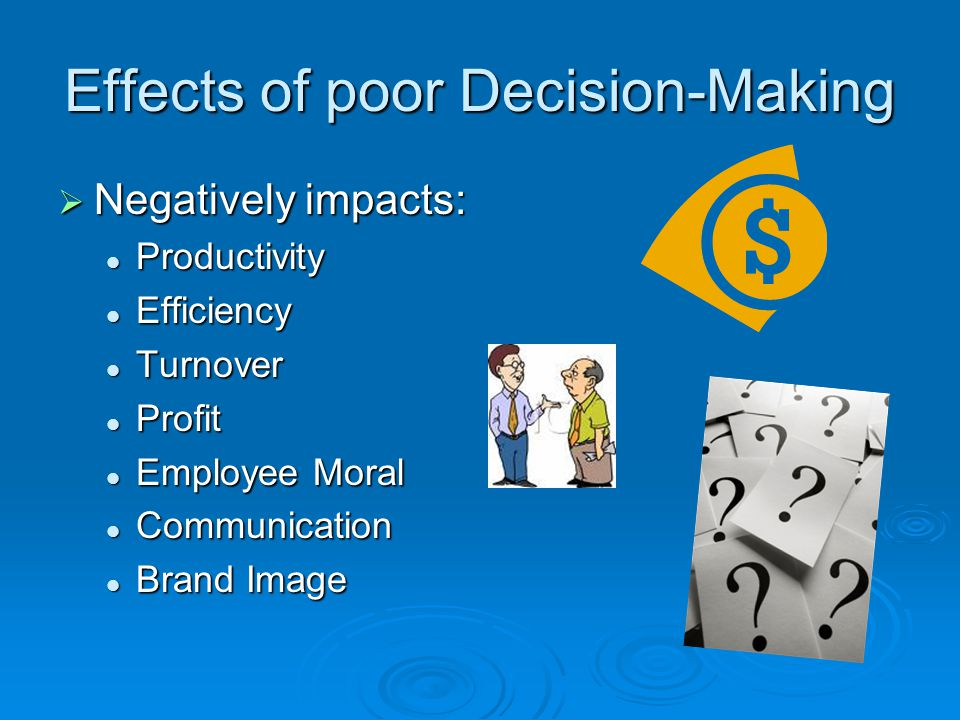 Effects of poor Decision-Making
Negatively impacts:
Productivity
Efficiency
Turnover
Profit
Employee Moral
Communication
Brand Image
$
? ? ? ? ? ? ? ?